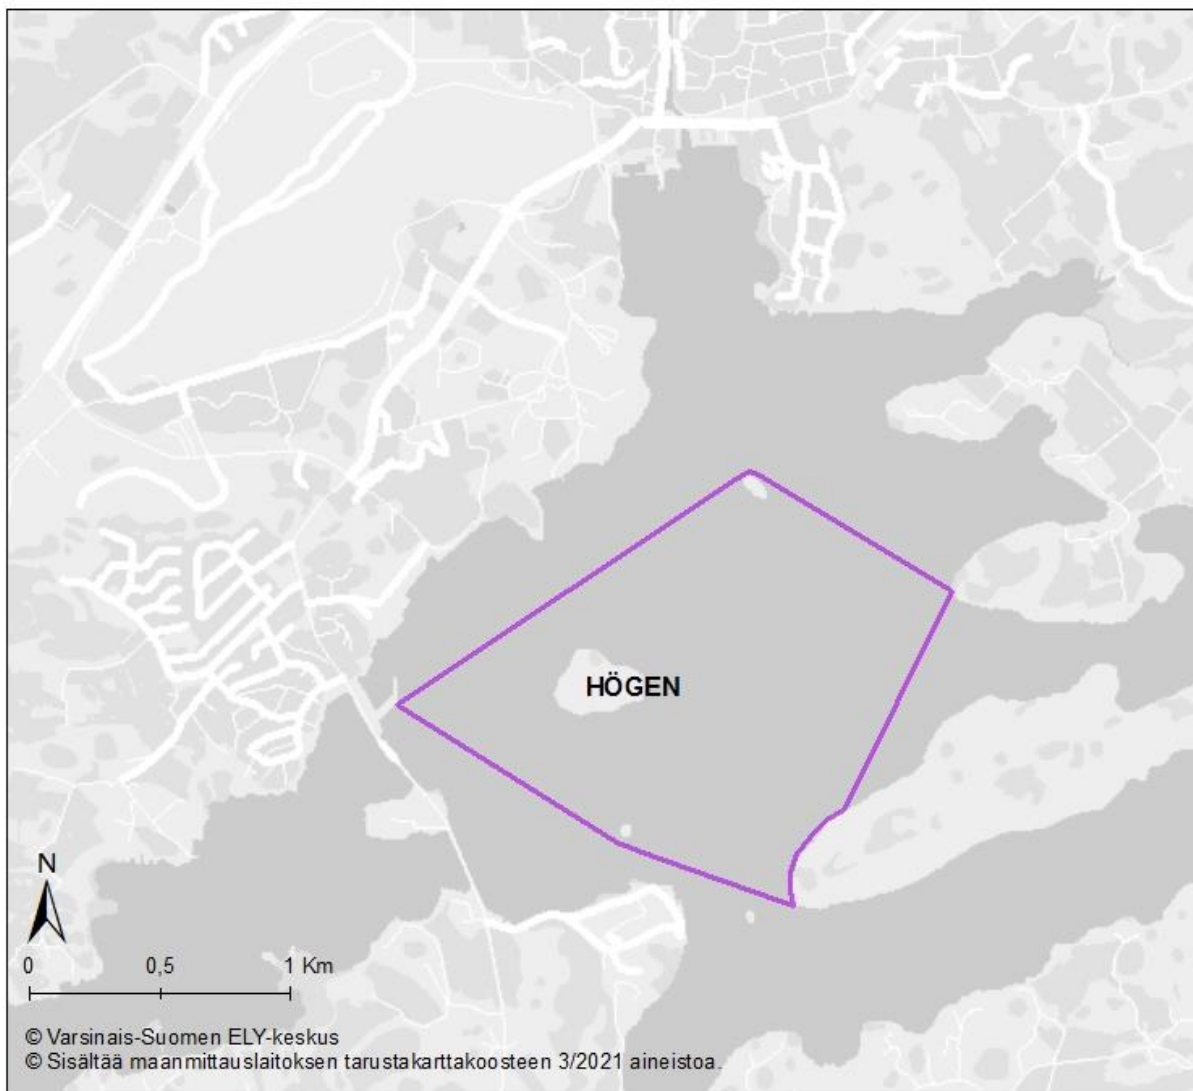 HÖGEN
N
0 0,5 1 Km
© Varsinais-Suomen ELY-keskus
© Sisältää maanmittauslaitoksen tarustakarttakoosteen 3/2021 aineistoa.